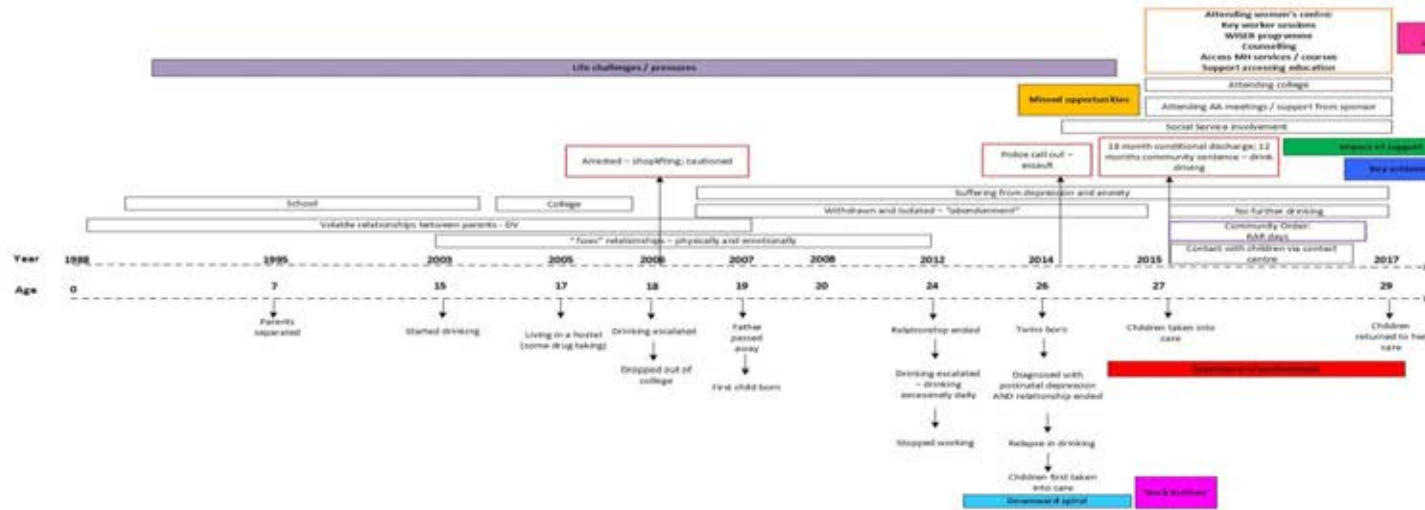 Attending women's centre:
Key worker sessions
WISER programme
Counselling
Access MH services / courses
Support accessing education
Life challenges / pressures
Attending college
Missed opportunities
Attending AA meetings / support from sponsor
Social Service involvement
Arrested – shoplifting; cautioned
Police call out –
assault
18 month conditional discharge; 12
months community sentence – drink
driving
Impact of support
Suffering from depression and anxiety
School
College
Withdrawn and isolated – "abandonment"
No further drinking
Volatile relationships between parents - DV
Community Order:
RAR days
"Toxic" relationships – physically and emotionally
Contact with children via contact
centre
Year 1988 1995 2003 2005 2006 2007 2008 2012 2014 2015 2017
Age 0 7 15 17 18 19 20 24 26 27 29
Parents
separated
Started drinking
Living in a hostel
(some drug taking)
Drinking escalated
Dropped out of
college
Father
passed
away
First child born
Relationship ended
Drinking escalated
– drinking
excessively daily
Stopped working
Twins born
Diagnosed with
postnatal depression
AND relationship ended
Relapse in drinking
Children first taken
into care
Downward spiral
Children taken into
care
"Rock bottom"
Children
returned to her
care